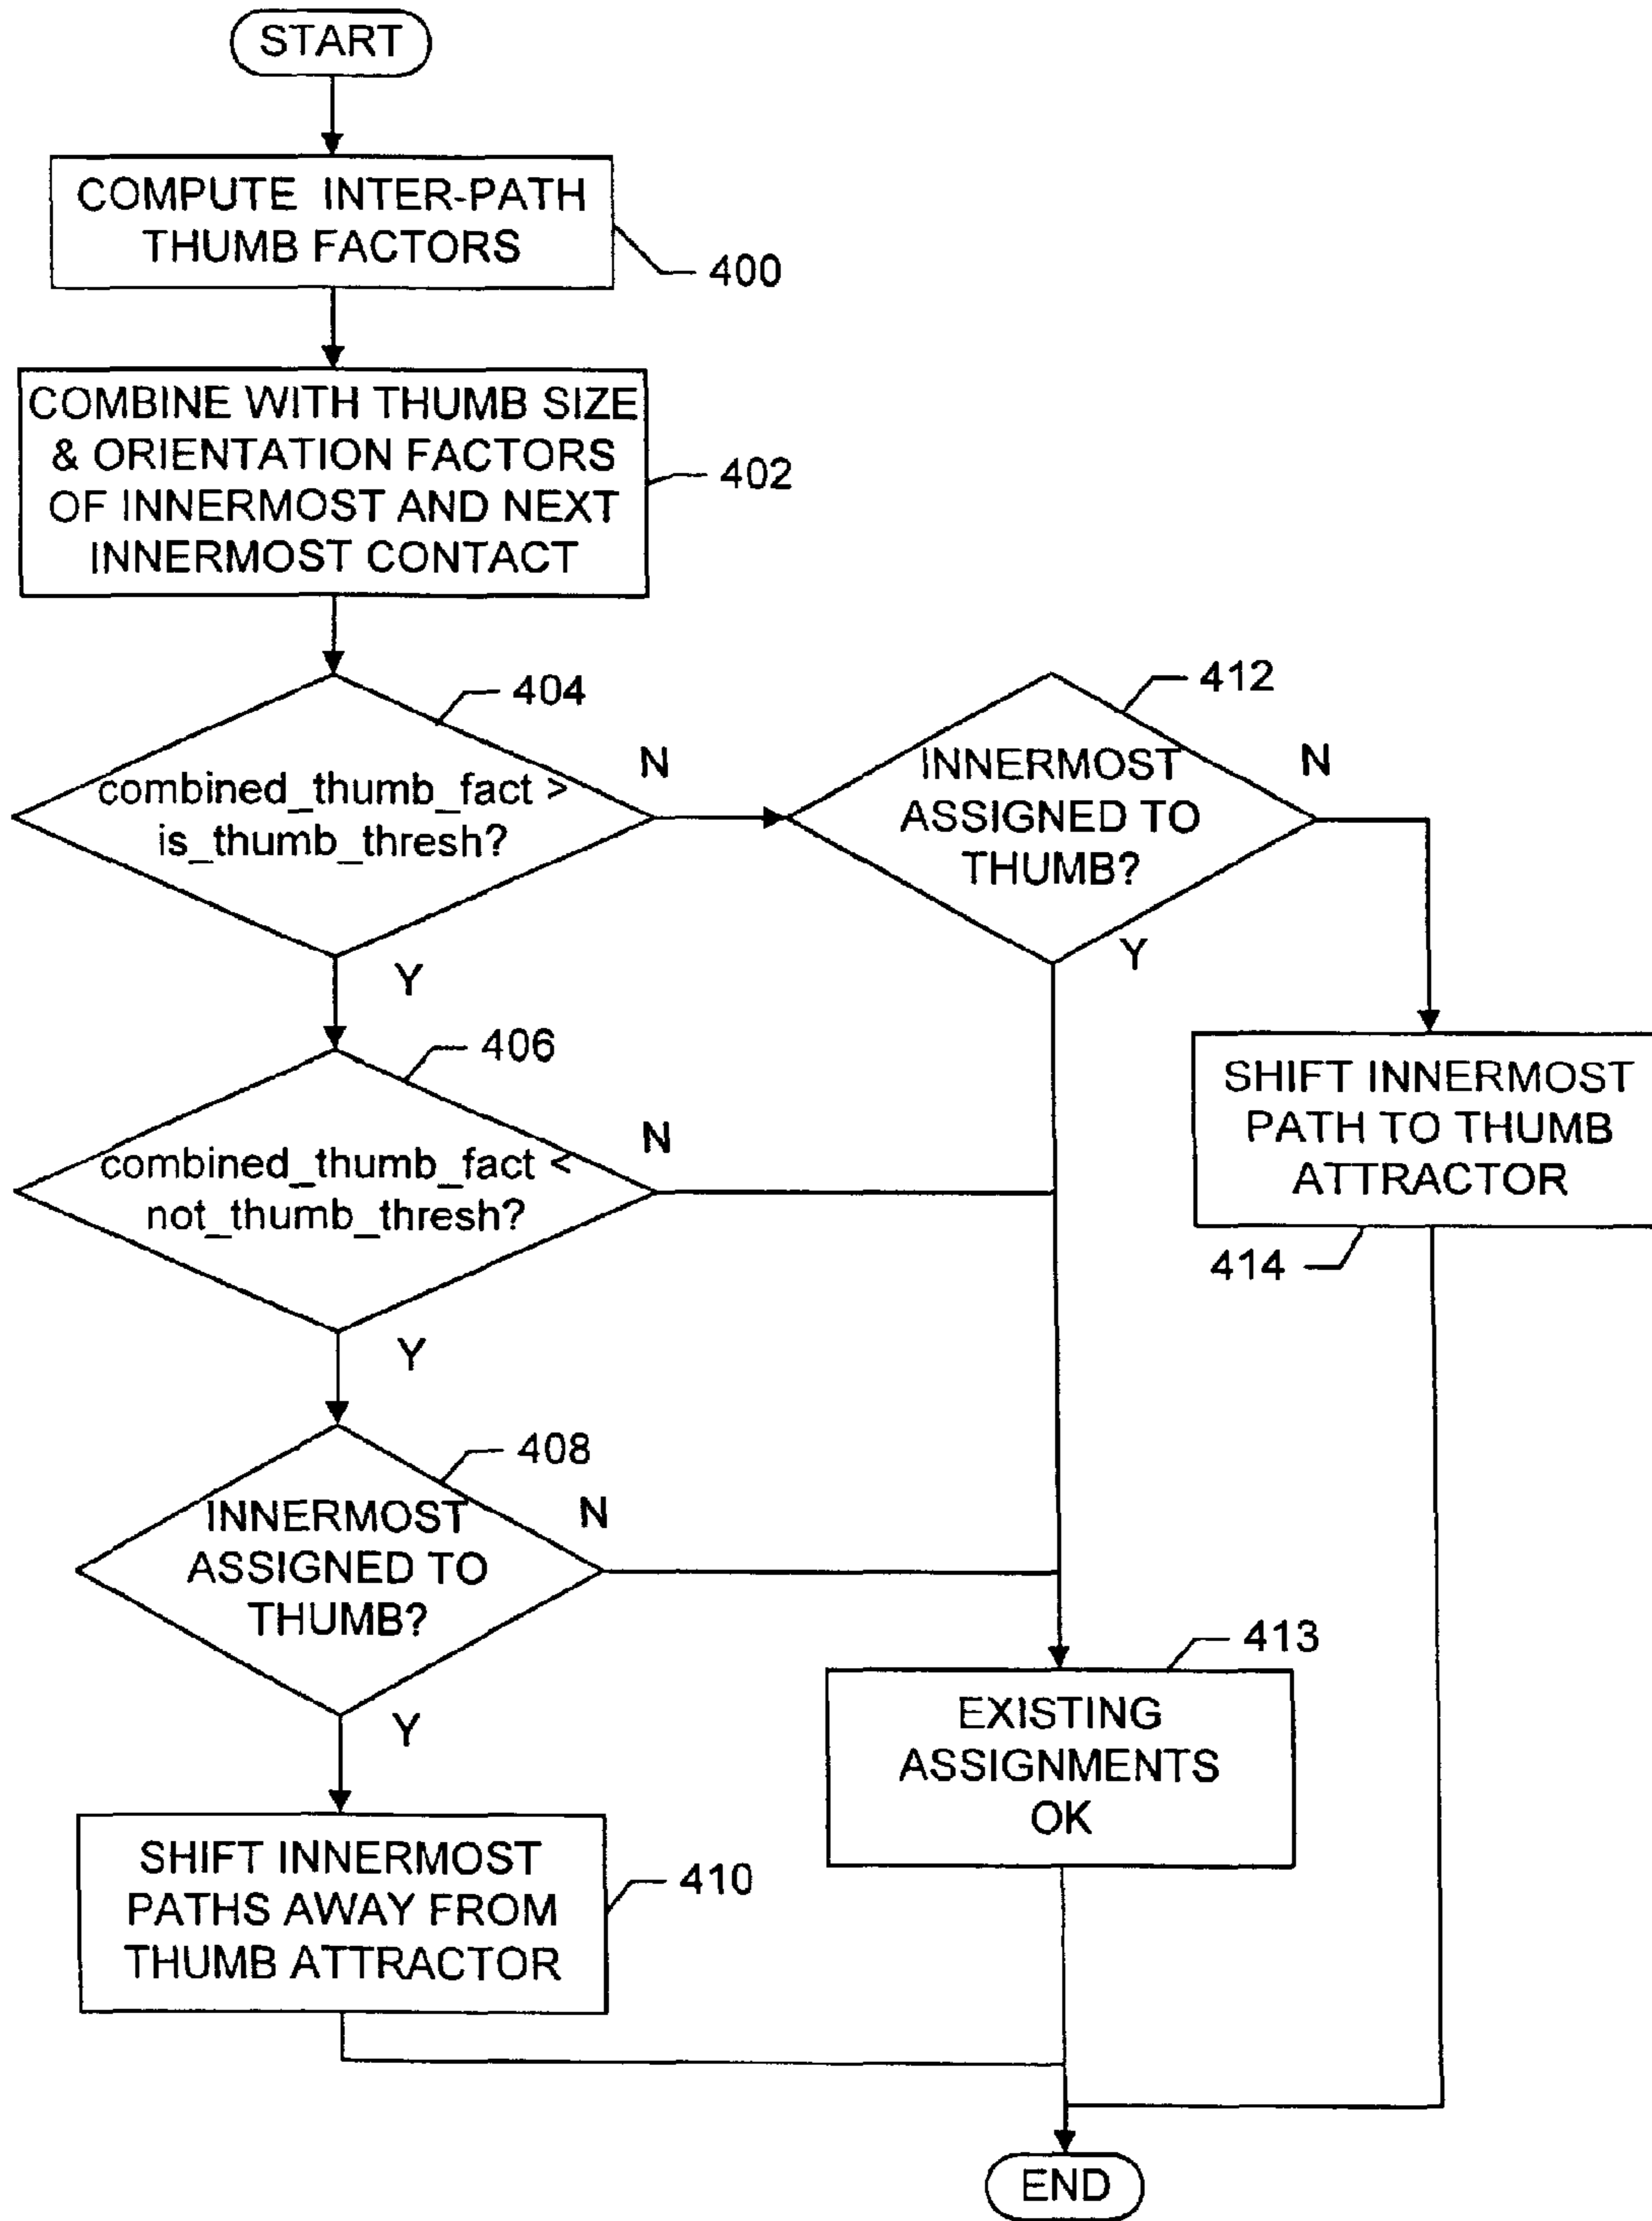 START
COMPUTE INTER-PATH
THUMB FACTORS
400
COMBINE WITH THUMB SIZE
& ORIENTATION FACTORS
OF INNERMOST AND NEXT
INNERMOST CONTACT
402
404
combined_thumb_fact >
is_thumb_thresh?
N
Y
412
INNERMOST
ASSIGNED TO
THUMB?
N
Y
406
combined_thumb_fact <
not_thumb_thresh?
N
Y
SHIFT INNERMOST
PATH TO THUMB
ATTRACTOR
414
408
INNERMOST
ASSIGNED TO
THUMB?
N
Y
413
EXISTING
ASSIGNMENTS
OK
SHIFT INNERMOST
PATHS AWAY FROM
THUMB ATTRACTOR
410
END